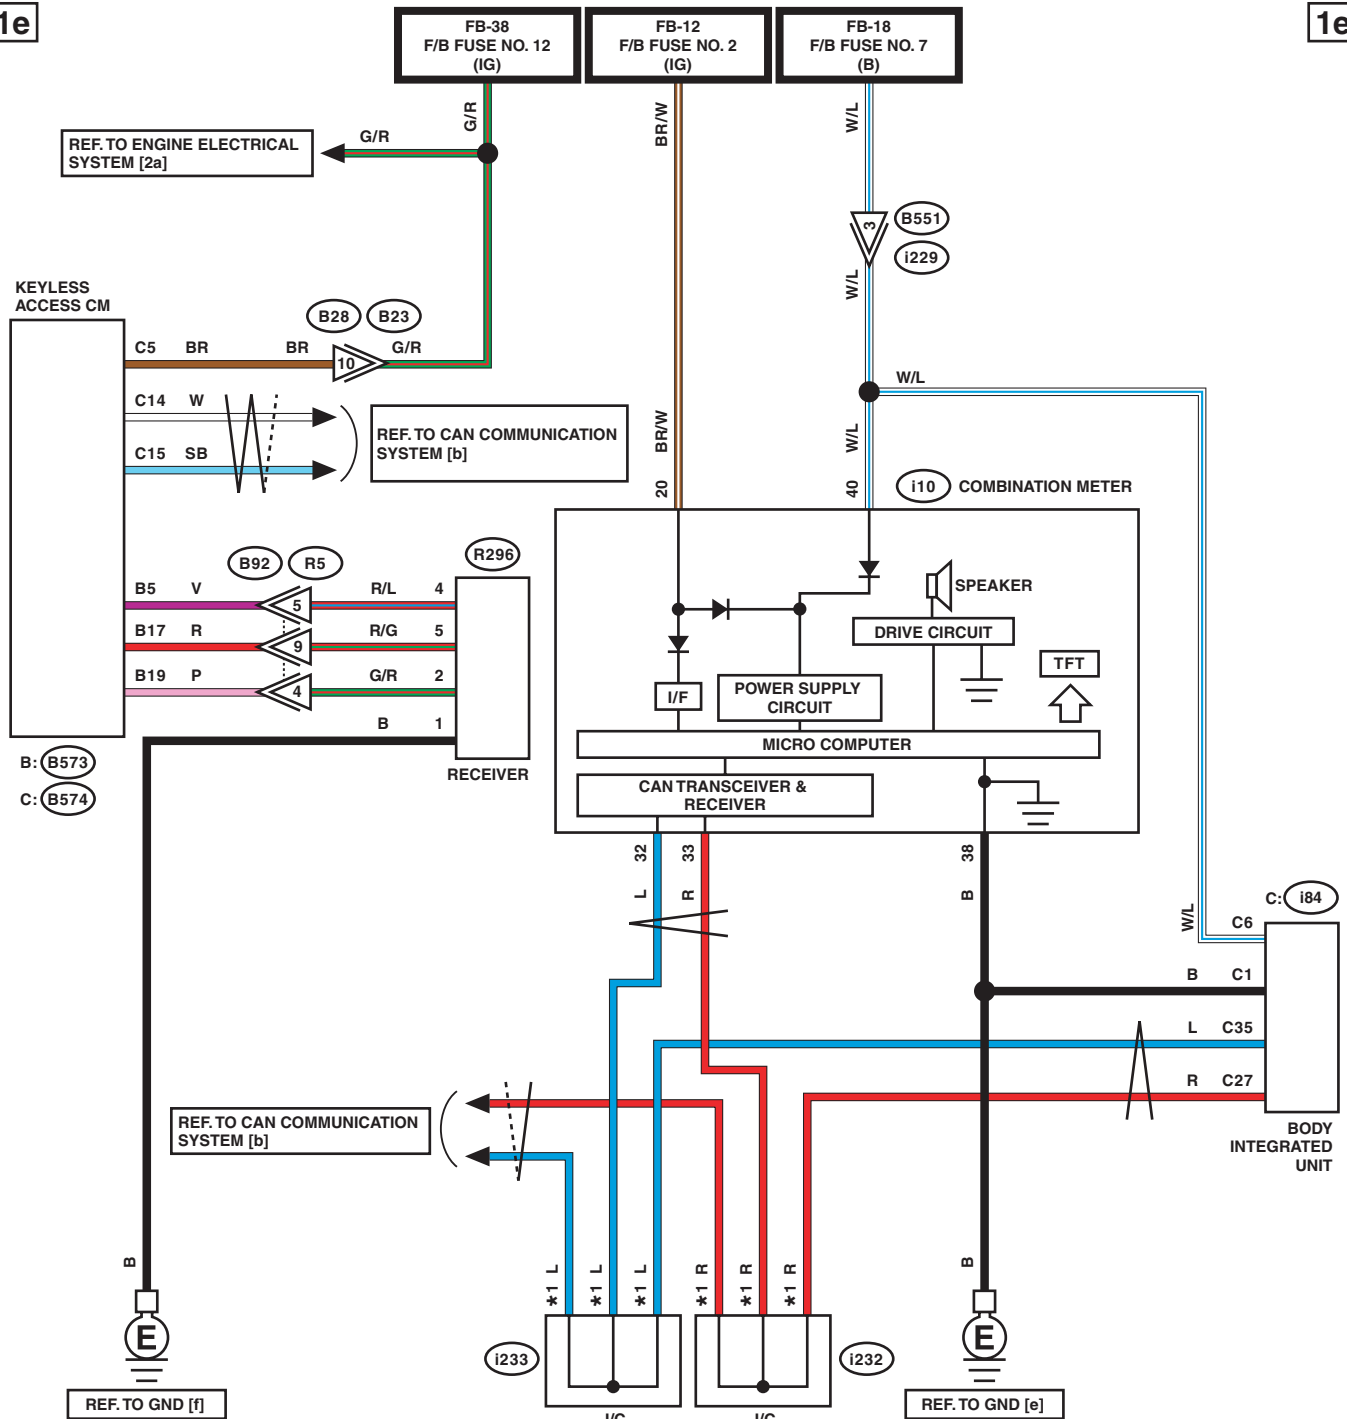 1e
FB-38
F/B FUSE NO. 12
(IG)
FB-12
F/B FUSE NO. 2
(IG)
FB-18
F/B FUSE NO. 7
(B)
1e
G/R
BR/W
W/L
G/R
REF. TO ENGINE ELECTRICAL
SYSTEM [2a]
3
B551
i229
W/L
KEYLESS
ACCESS CM
B28
B23
C5
BR
BR
10
G/R
W/L
C14
W
C15
SB
REF. TO CAN COMMUNICATION
SYSTEM [b]
BR/W
W/L
20
40
i10
COMBINATION METER
B92
R5
R296
B5
V
5
R/L
4
B17
R
9
R/G
5
B19
P
4
G/R
2
B
1
RECEIVER
B:
B573
C:
B574
SPEAKER
DRIVE CIRCUIT
TFT
I/F
POWER SUPPLY
CIRCUIT
MICRO COMPUTER
CAN TRANSCEIVER &
RECEIVER
32
33
38
L
R
B
C:
i84
W/L
C6
B
C1
L
C35
R
C27
BODY
INTEGRATED
UNIT
REF. TO CAN COMMUNICATION
SYSTEM [b]
B
*1 L
*1 L
*1 L
*1 R
*1 R
*1 R
B
E
i233
i232
E
REF. TO GND [f]
REF. TO GND [e]